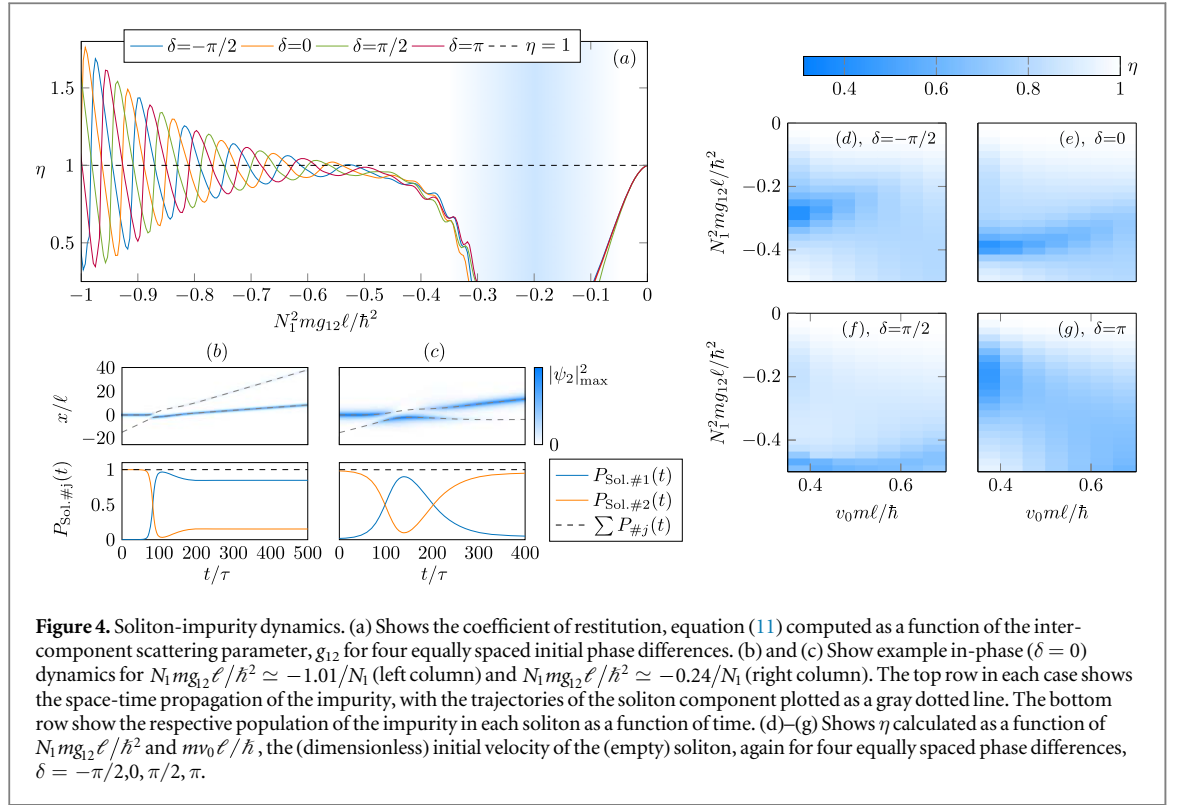 δ=−π/2 δ=0 δ=π/2 δ=π η = 1
(a)
1.5
1
0.5
η
−1 −0.9 −0.8 −0.7 −0.6 −0.5 −0.4 −0.3 −0.2 −0.1 0
N₁²mg₁₂ℓ/ℏ²
(b) (c)
40
20
0
−20
x/ℓ
|ψ₂|²max
0
1
0.5
0
P_Sol.#j(t)
0 100 200 300 400 500
t/τ
0 100 200 300 400
t/τ
P_Sol.#1(t)
P_Sol.#2(t)
∑ P_#j(t)
η
0.4 0.6 0.8 1
(d), δ=−π/2
(e), δ=0
0
−0.2
−0.4
N₁²mg₁₂ℓ/ℏ²
(f), δ=π/2
(g), δ=π
0
−0.2
−0.4
N₁²mg₁₂ℓ/ℏ²
0.4 0.6
v₀mℓ/ℏ
0.4 0.6
v₀mℓ/ℏ
Figure 4. Soliton-impurity dynamics. (a) Shows the coefficient of restitution, equation (11) computed as a function of the inter-
component scattering parameter, g₁₂ for four equally spaced initial phase differences. (b) and (c) Show example in-phase (δ = 0)
dynamics for N₁mg₁₂ℓ/ℏ² ≃ −1.01/N₁ (left column) and N₁mg₁₂ℓ/ℏ² ≃ −0.24/N₁ (right column). The top row in each case shows
the space-time propagation of the impurity, with the trajectories of the soliton component plotted as a gray dotted line. The bottom
row show the respective population of the impurity in each soliton as a function of time. (d)–(g) Shows η calculated as a function of
N₁mg₁₂ℓ/ℏ² and mv₀ℓ/ℏ, the (dimensionless) initial velocity of the (empty) soliton, again for four equally spaced phase differences,
δ = −π/2,0, π/2, π.